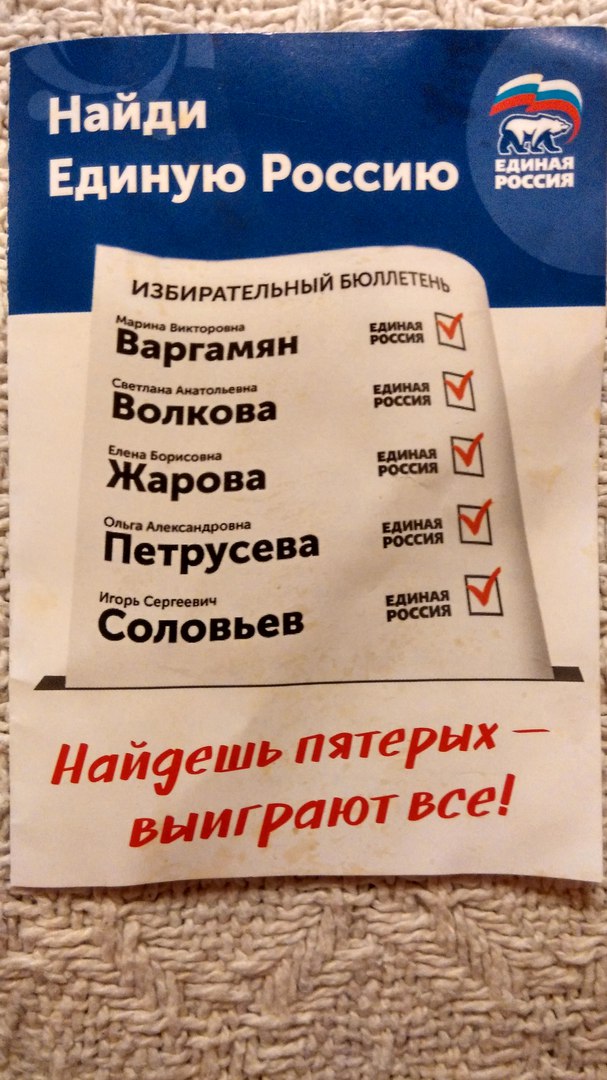 Найди
Единую Россию
ЕДИНАЯ
РОССИЯ
ИЗБИРАТЕЛЬНЫЙ БЮЛЛЕТЕНЬ
Марина Викторовна
Варгамян
ЕДИНАЯ
РОССИЯ
Светлана Анатольевна
Волкова
ЕДИНАЯ
РОССИЯ
Елена Борисовна
Жарова
ЕДИНАЯ
РОССИЯ
Ольга Александровна
Петрусева
ЕДИНАЯ
РОССИЯ
Игорь Сергеевич
Соловьев
ЕДИНАЯ
РОССИЯ
Найдешь пятерых –
выиграют все!